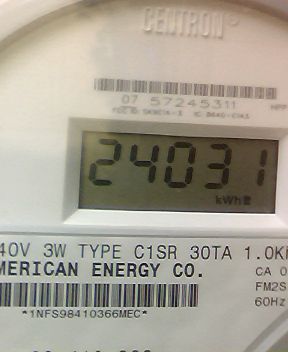 CENTRON®
07 57245311
24031
kWh
40V 3W TYPE C1SR 30TA 1.0K
MERICAN ENERGY CO.
CA 0
FM2S
60Hz
*1NFS98410366MEC*